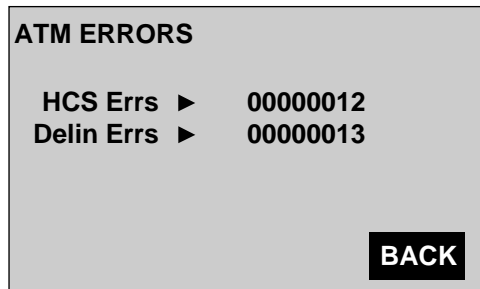 ATM ERRORS
HCS Errs ► 00000012
Delin Errs ► 00000013
BACK